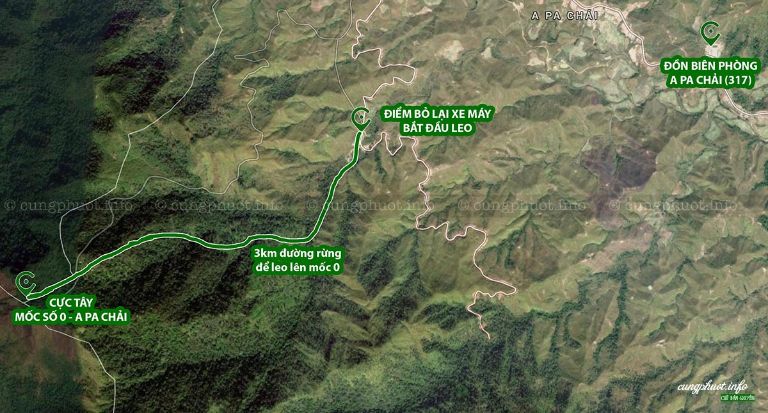 A PA CHẢI
ĐỒN BIÊN PHÒNG
A PA CHẢI (317)
ĐIỂM BỎ LẠI XE MÁY
BẮT ĐẦU LEO
© cungphuot.info © cungphuot.info © cungphuot.info © cungphuot.info © cungphuot.info
3km đường rừng
để leo lên mốc 0
CỰC TÂY
MỐC SỐ 0 - A PA CHẢI
cungphuot.info